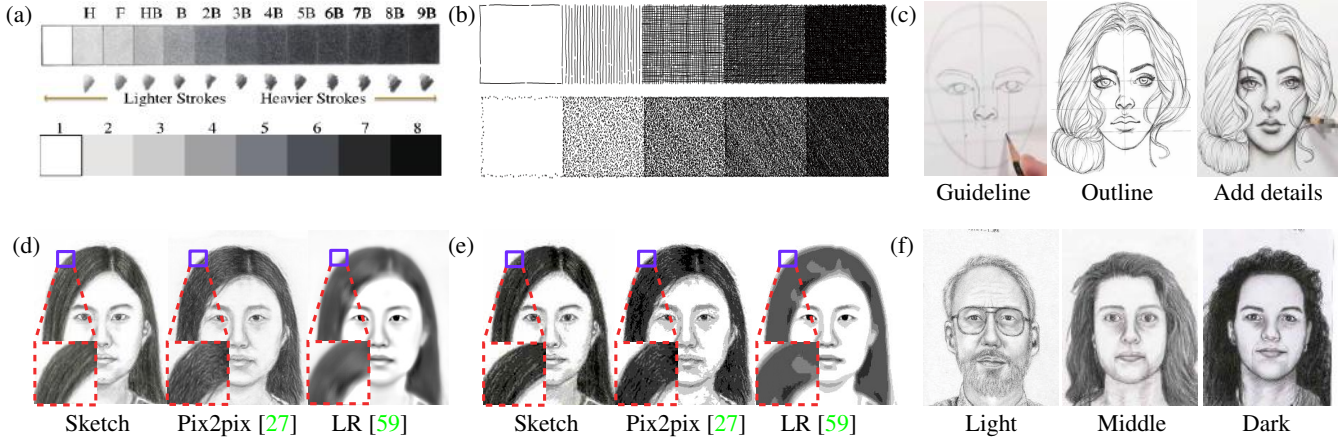 (a)
H F HB B 2B 3B 4B 5B 6B 7B 8B 9B
Lighter Strokes Heavier Strokes
1 2 3 4 5 6 7 8
(b)
(c)
Guideline Outline Add details
(d)
Sketch Pix2pix [27] LR [59]
(e)
Sketch Pix2pix [27] LR [59]
(f)
Light Middle Dark